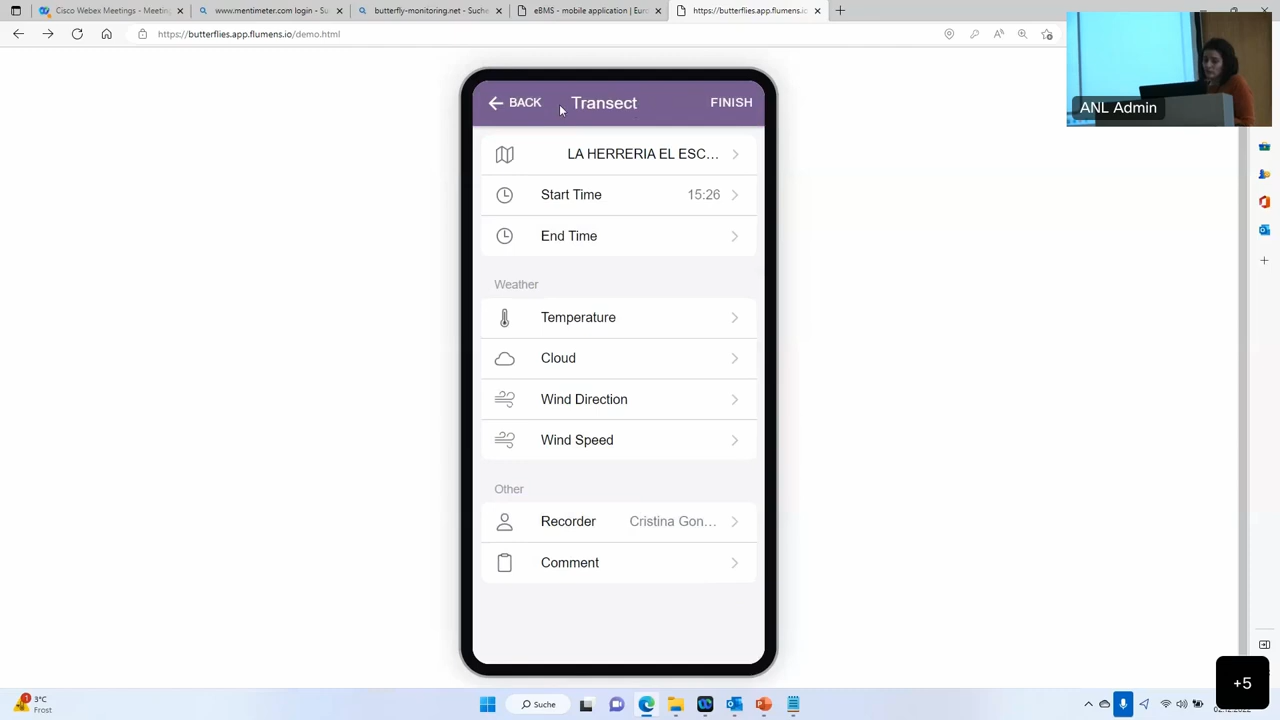 Cisco Webex Meetings - Meetin
www.mentimeter.com login - Su
butterfly-monitoring.net - Suche
eBMS - mobile application | Euro
https://butterflies.app.flumens.io
https://butterflies.app.flumens.io/demo.html
ANL Admin
BACK
Transect
FINISH
LA HERRERIA EL ESC...
Start Time
15:26
End Time
Weather
Temperature
Cloud
Wind Direction
Wind Speed
Other
Recorder
Cristina Gon...
Comment
+5
1
3°C
Frost
Suche